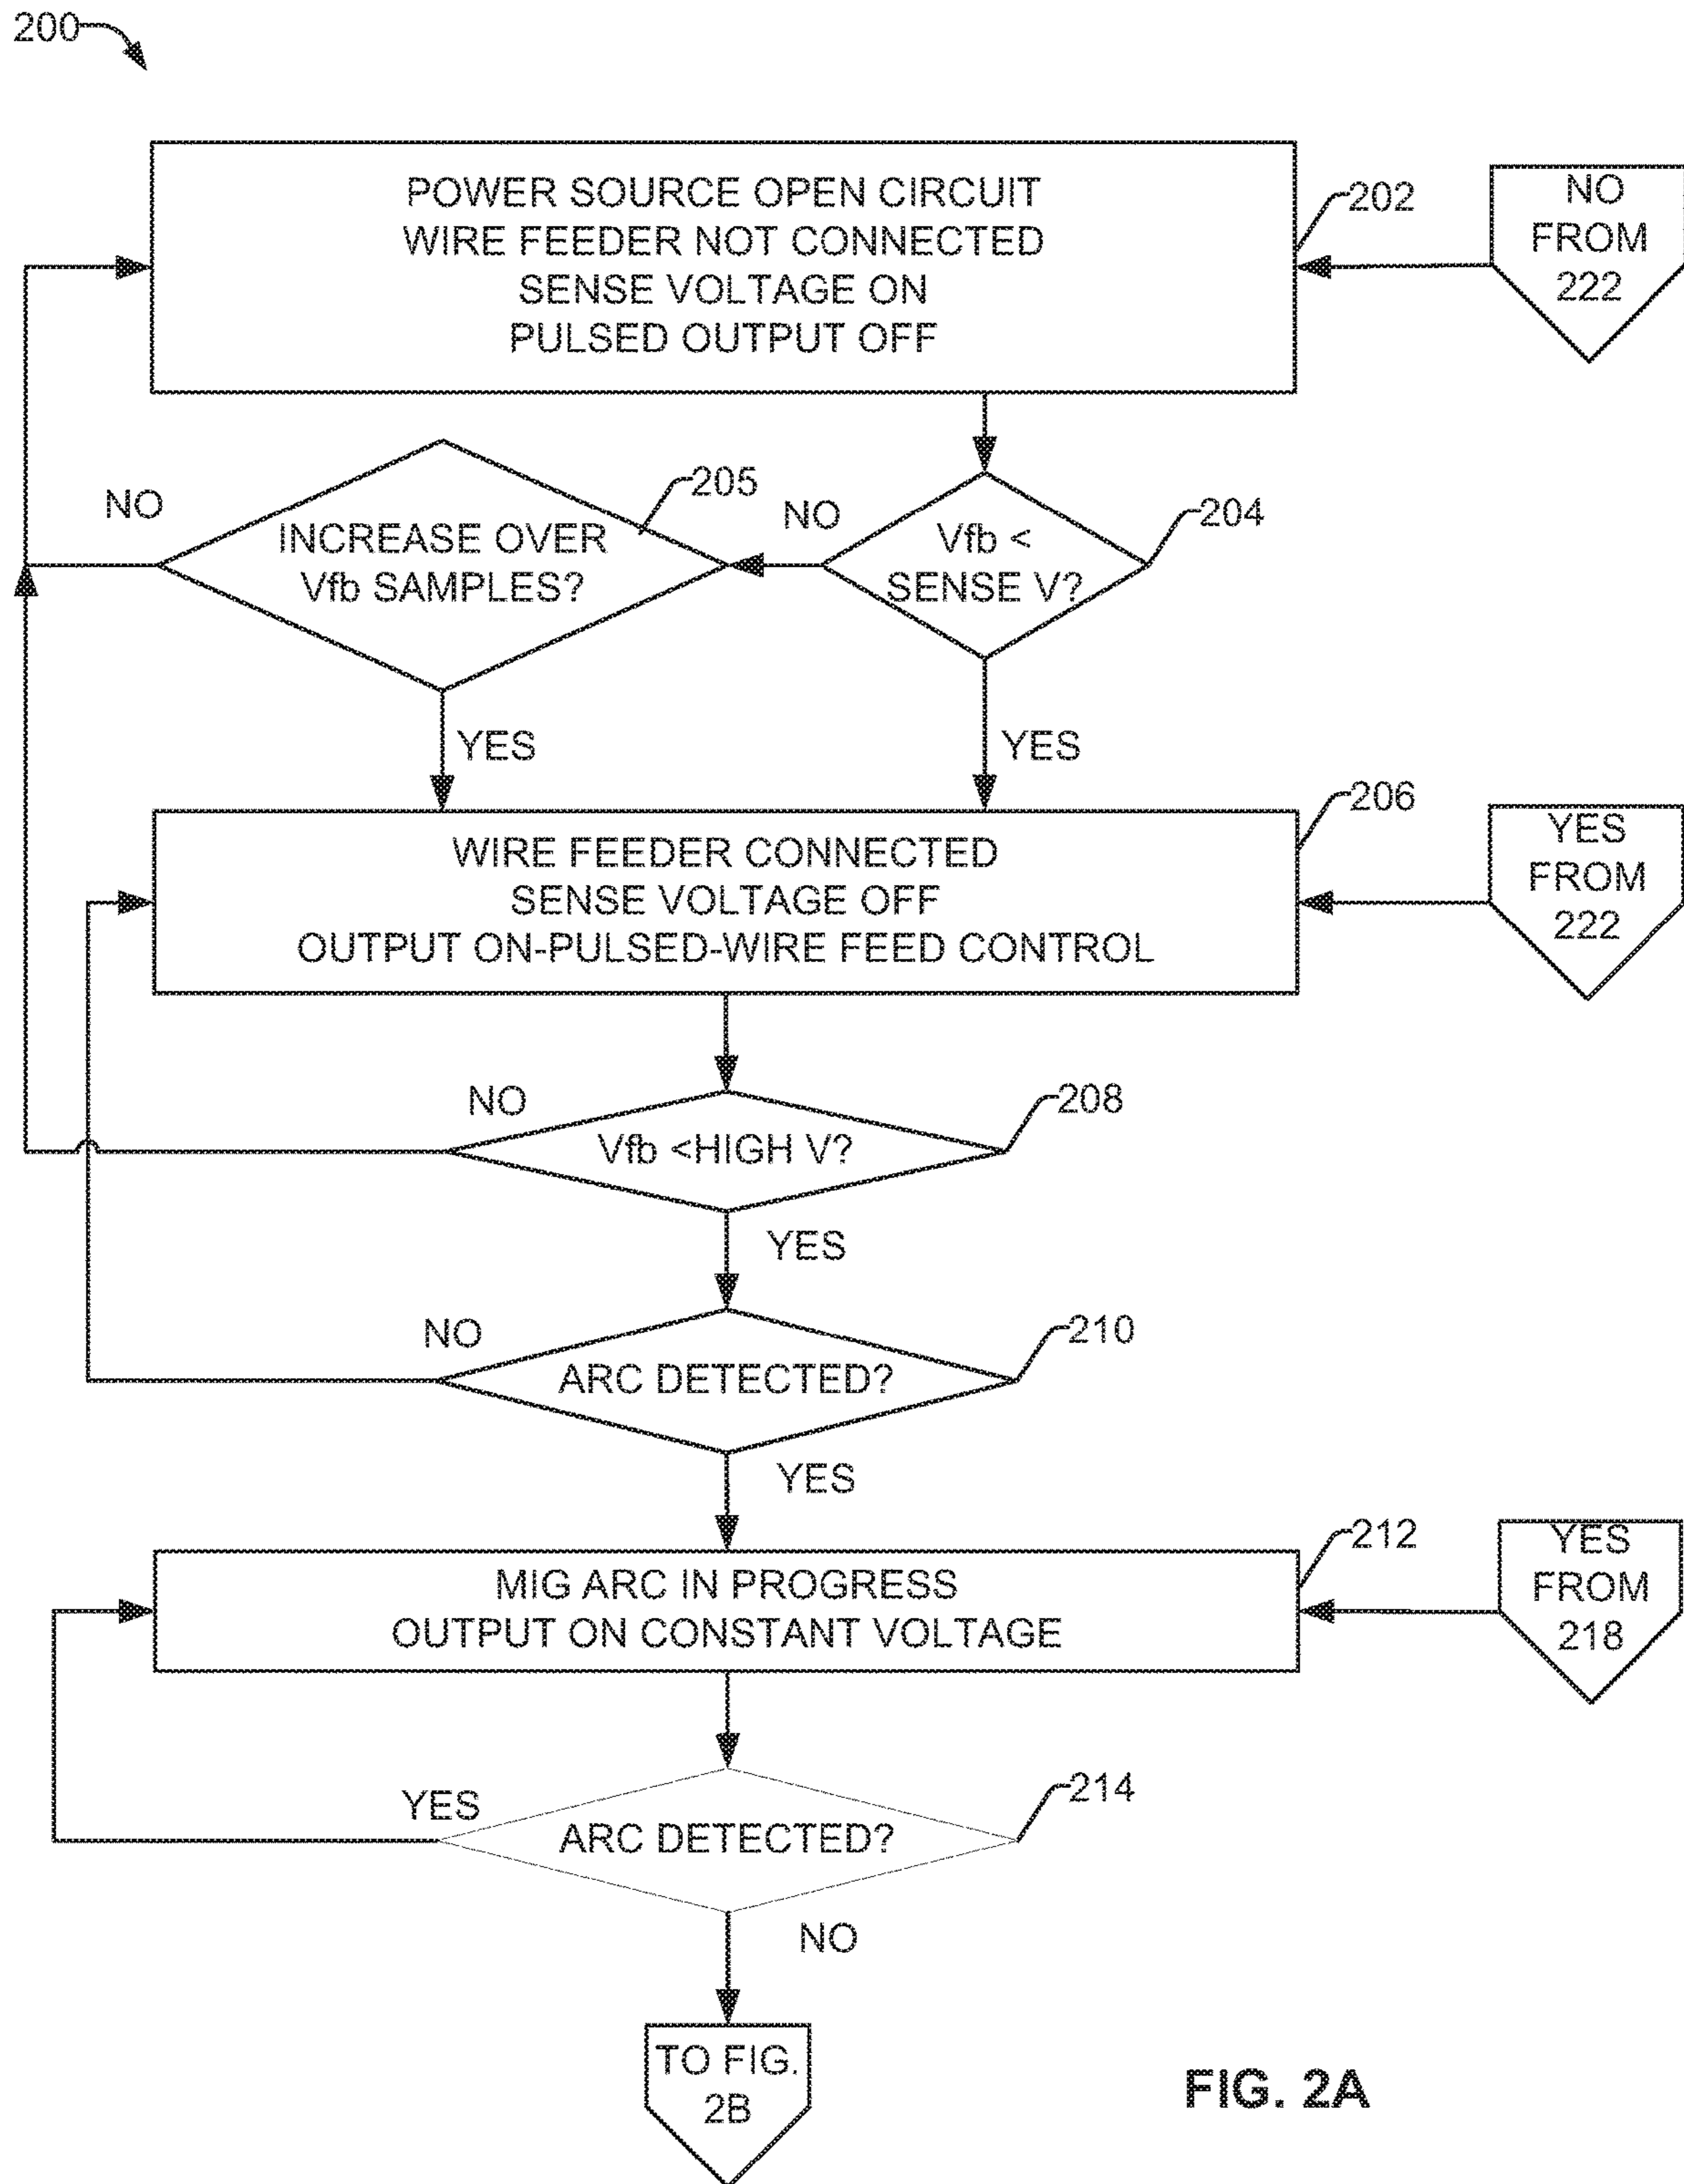 200
POWER SOURCE OPEN CIRCUIT
WIRE FEEDER NOT CONNECTED
SENSE VOLTAGE ON
PULSED OUTPUT OFF
202
NO
FROM
222
NO
INCREASE OVER
Vfb SAMPLES?
205
NO
Vfb <
SENSE V?
204
YES
YES
WIRE FEEDER CONNECTED
SENSE VOLTAGE OFF
OUTPUT ON-PULSED-WIRE FEED CONTROL
206
YES
FROM
222
NO
Vfb <HIGH V?
208
YES
NO
ARC DETECTED?
210
YES
MIG ARC IN PROGRESS
OUTPUT ON CONSTANT VOLTAGE
212
YES
FROM
218
YES
ARC DETECTED?
214
NO
TO FIG.
2B
FIG. 2A